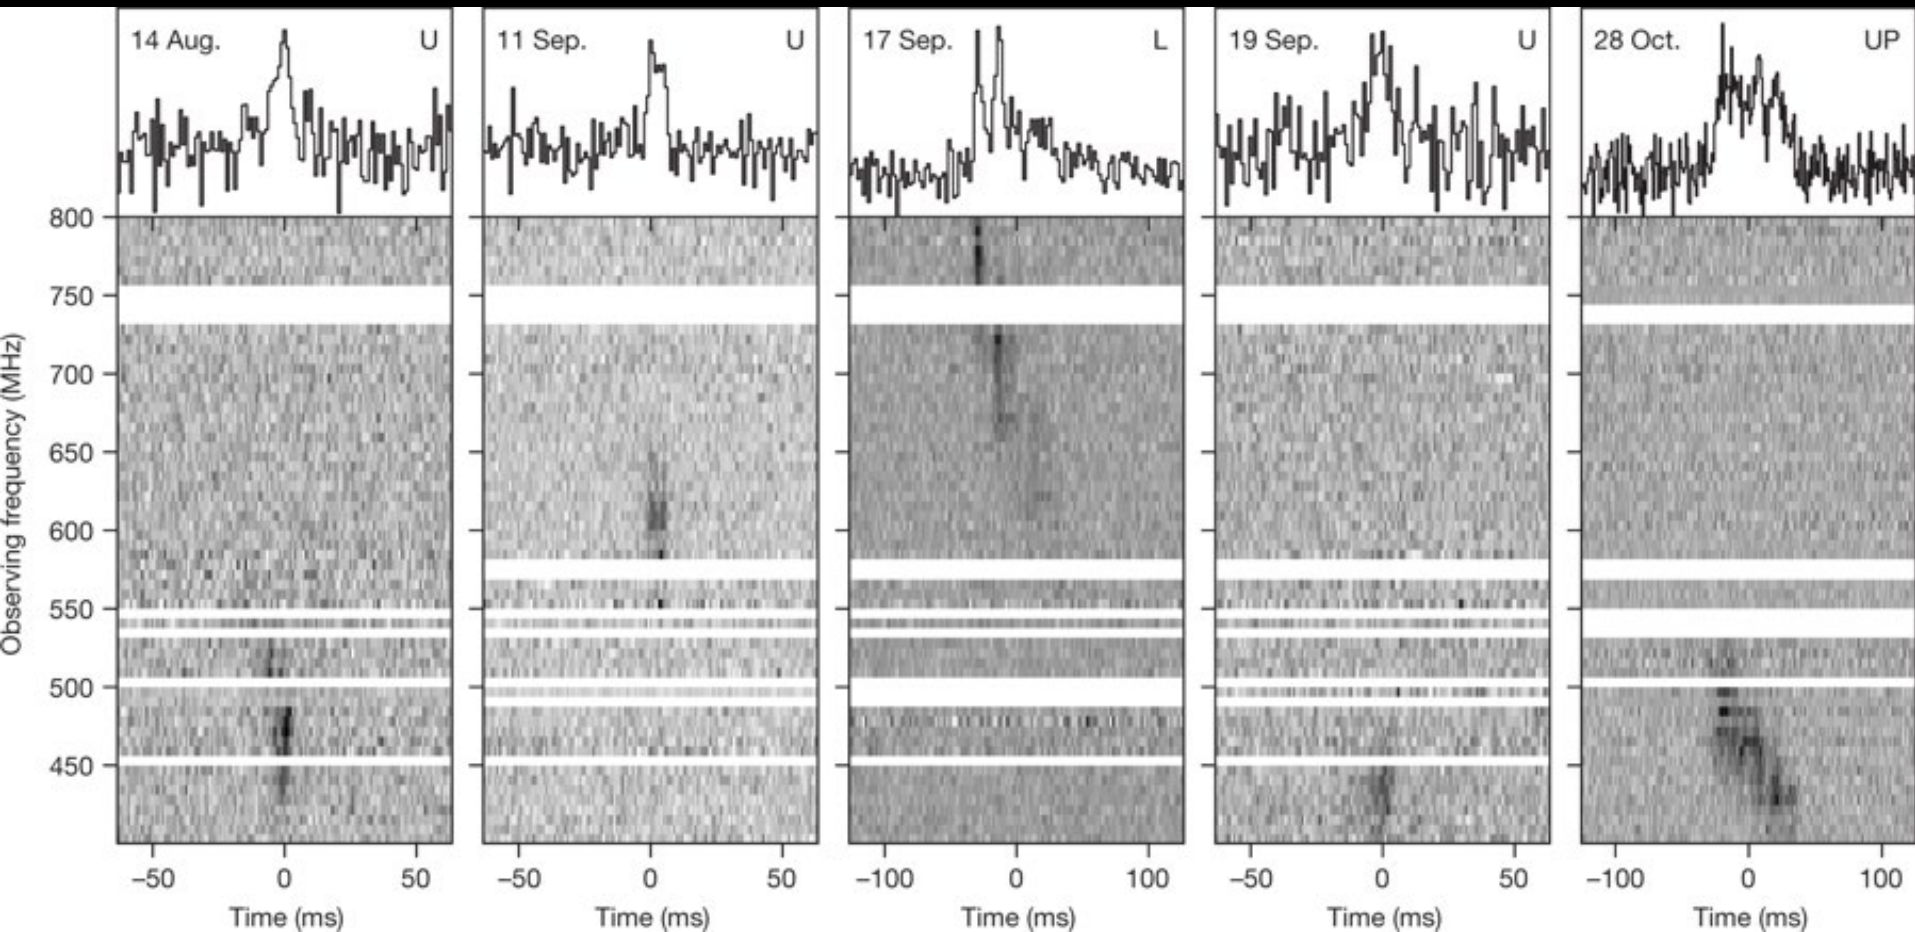 14 Aug. U 11 Sep. U 17 Sep. L 19 Sep. U 28 Oct. UP
Observing frequency (MHz)
800
750
700
650
600
550
500
450
−50 0 50 −50 0 50 −100 0 100 −50 0 50 −100 0 100
Time (ms) Time (ms) Time (ms) Time (ms) Time (ms)